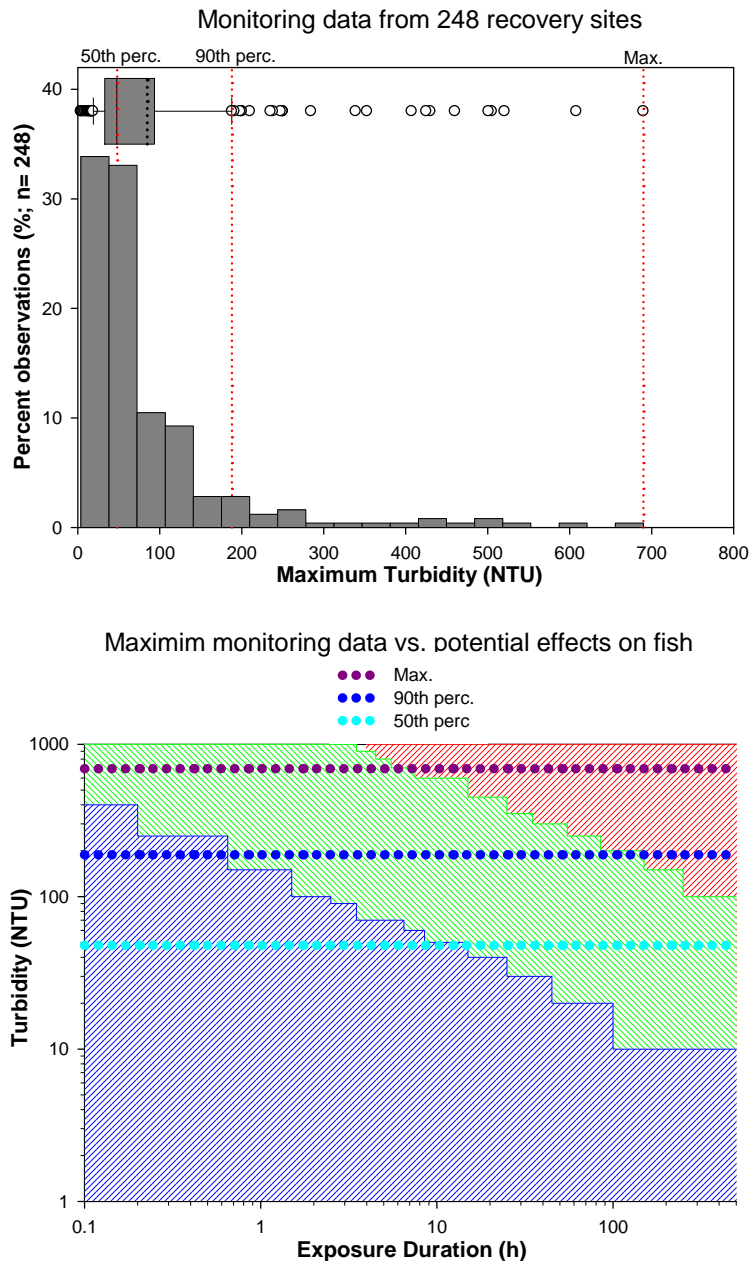 Monitoring data from 248 recovery sites
50th perc. 90th perc. Max.
40
30
20
10
0
Percent observations (%; n= 248)
0 100 200 300 400 500 600 700 800
Maximum Turbidity (NTU)
Maximim monitoring data vs. potential effects on fish
Max.
90th perc.
50th perc
1000
100
10
1
Turbidity (NTU)
0.1 1 10 100
Exposure Duration (h)